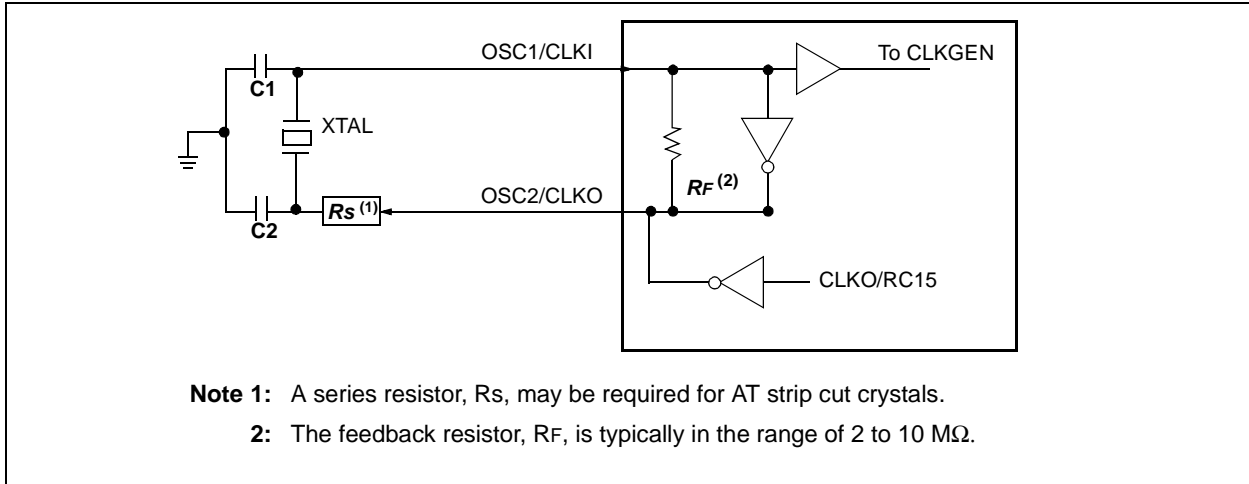 OSC1/CLKI
To CLKGEN
C1
XTAL
RF (2)
OSC2/CLKO
Rs (1)
C2
CLKO/RC15
Note 1: A series resistor, Rs, may be required for AT strip cut crystals.
2: The feedback resistor, RF, is typically in the range of 2 to 10 MΩ.